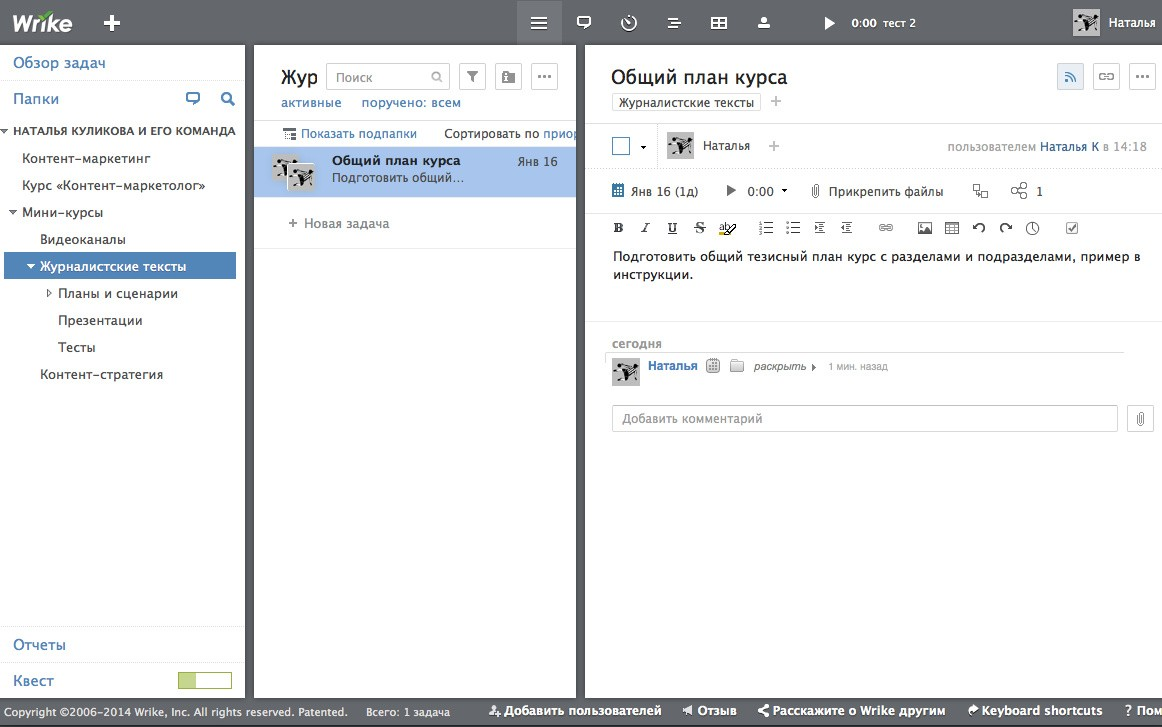 Wrike
0:00 тест 2
Наталья
Обзор задач
Папки
НАТАЛЬЯ КУЛИКОВА И ЕГО КОМАНДА
Контент-маркетинг
Курс «Контент-маркетолог»
Мини-курсы
Видеоканалы
Журналистские тексты
Планы и сценарии
Презентации
Тесты
Контент-стратегия
Отчеты
Квест
Жур
Поиск
активные поручено: всем
Показать подпапки Сортировать по приор
Общий план курса Янв 16
Подготовить общий...
+ Новая задача
Общий план курса
Журналистские тексты
Наталья
пользователем Наталья К в 14:18
Янв 16 (1д) 0:00 Прикрепить файлы 1
B I U S ab
Подготовить общий тезисный план курс с разделами и подразделами, пример в
инструкции.
сегодня
Наталья раскрыть 1 мин. назад
Добавить комментарий
Copyright ©2006-2014 Wrike, Inc. All rights reserved. Patented. Всего: 1 задача Добавить пользователей Отзыв Расскажите о Wrike другим Keyboard shortcuts ? Пом